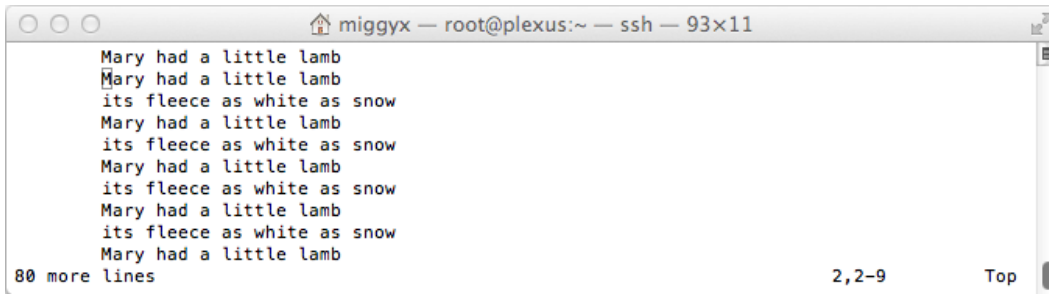 miggyx — root@plexus:~ — ssh — 93×11
Mary had a little lamb
Mary had a little lamb
its fleece as white as snow
Mary had a little lamb
its fleece as white as snow
Mary had a little lamb
its fleece as white as snow
Mary had a little lamb
its fleece as white as snow
Mary had a little lamb
80 more lines 2,2-9 Top